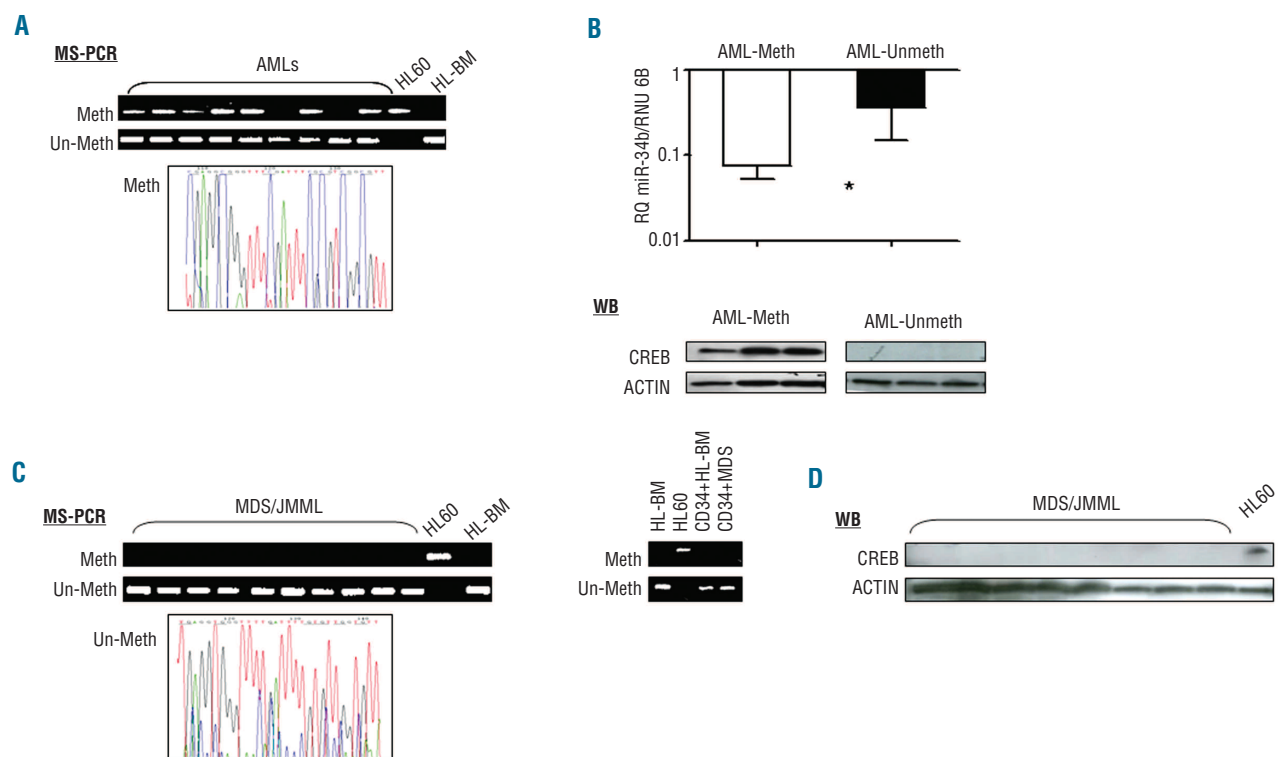 A
MS-PCR
AMLs
HL60
HL-BM
Meth
Un-Meth
Meth
B
AML-Meth
AML-Unmeth
RQ miR-34b/RNU 6B
1
0.1
0.01
*
WB
AML-Meth
AML-Unmeth
CREB
ACTIN
C
MS-PCR
MDS/JMML
HL60
HL-BM
Meth
Un-Meth
Un-Meth
HL-BM
HL60
CD34+HL-BM
CD34+MDS
Meth
Un-Meth
D
WB
MDS/JMML
HL60
CREB
ACTIN